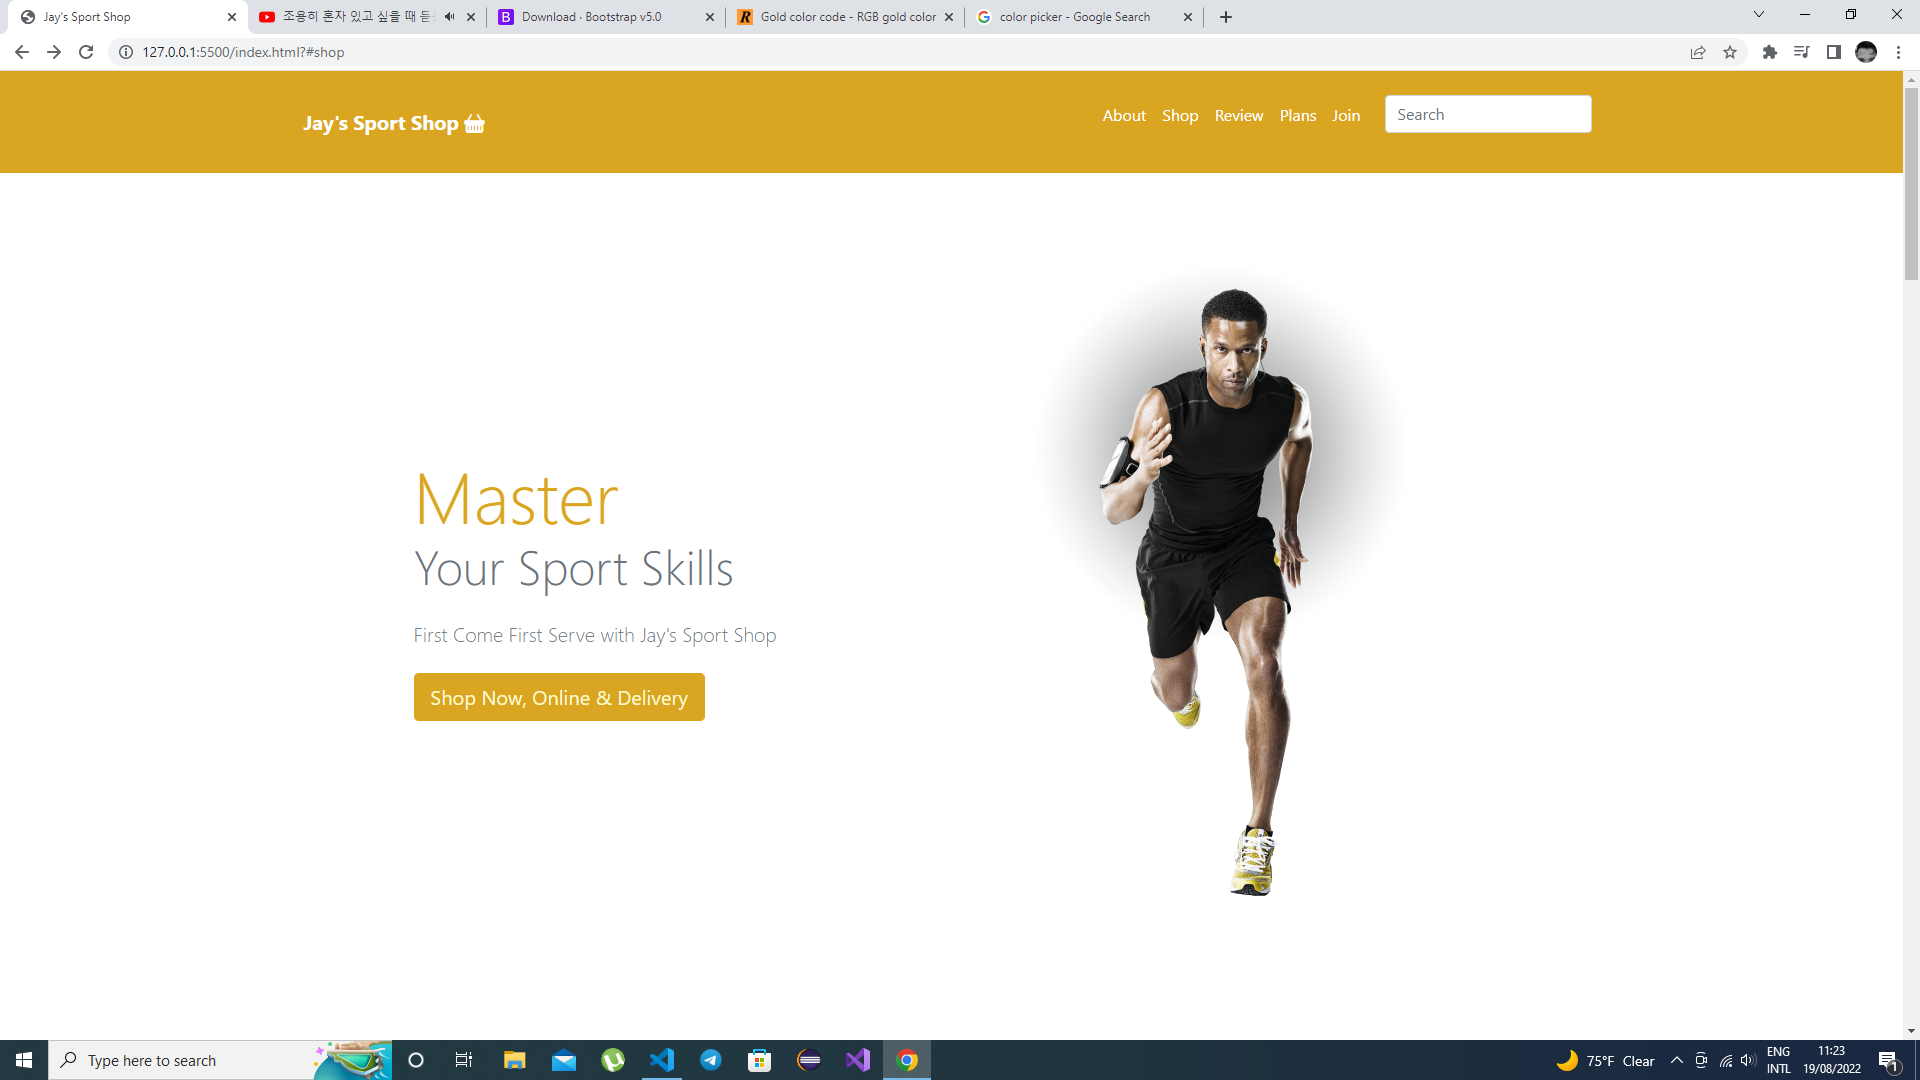 Jay's Sport Shop
조용히 혼자 있고 싶을 때
Download · Bootstrap v5.0
Gold color code - RGB gold color
color picker - Google Search
127.0.0.1:5500/index.html?#shop
Jay's Sport Shop
About Shop Review Plans Join Search
Master
Your Sport Skills
First Come First Serve with Jay's Sport Shop
Shop Now, Online & Delivery
Type here to search
75°F Clear
ENG
INTL
11:23
19/08/2022
1